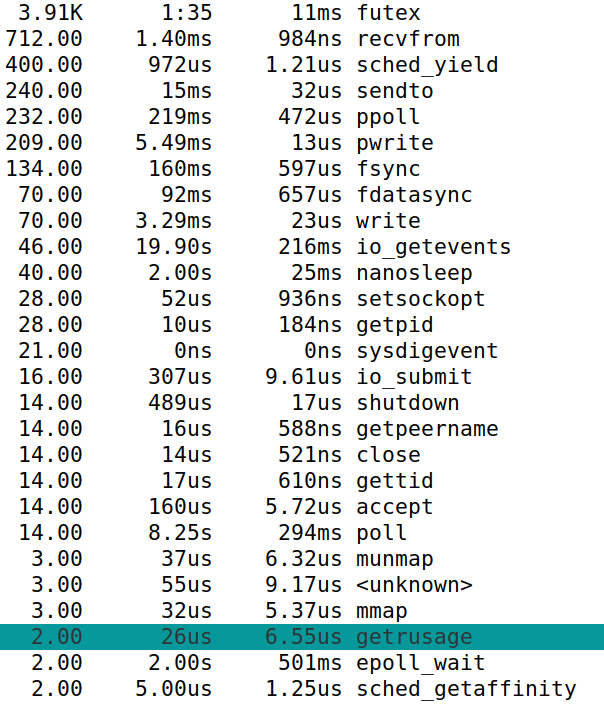 3.91K 1:35 11ms futex
712.00 1.40ms 984ns recvfrom
400.00 972us 1.21us sched_yield
240.00 15ms 32us sendto
232.00 219ms 472us ppoll
209.00 5.49ms 13us pwrite
134.00 160ms 597us fsync
70.00 92ms 657us fdatasync
70.00 3.29ms 23us write
46.00 19.90s 216ms io_getevents
40.00 2.00s 25ms nanosleep
28.00 52us 936ns setsockopt
28.00 10us 184ns getpid
21.00 0ns 0ns sysdigevent
16.00 307us 9.61us io_submit
14.00 489us 17us shutdown
14.00 16us 588ns getpeername
14.00 14us 521ns close
14.00 17us 610ns gettid
14.00 160us 5.72us accept
14.00 8.25s 294ms poll
3.00 37us 6.32us munmap
3.00 55us 9.17us <unknown>
3.00 32us 5.37us mmap
2.00 26us 6.55us getrusage
2.00 2.00s 501ms epoll_wait
2.00 5.00us 1.25us sched_getaffinity